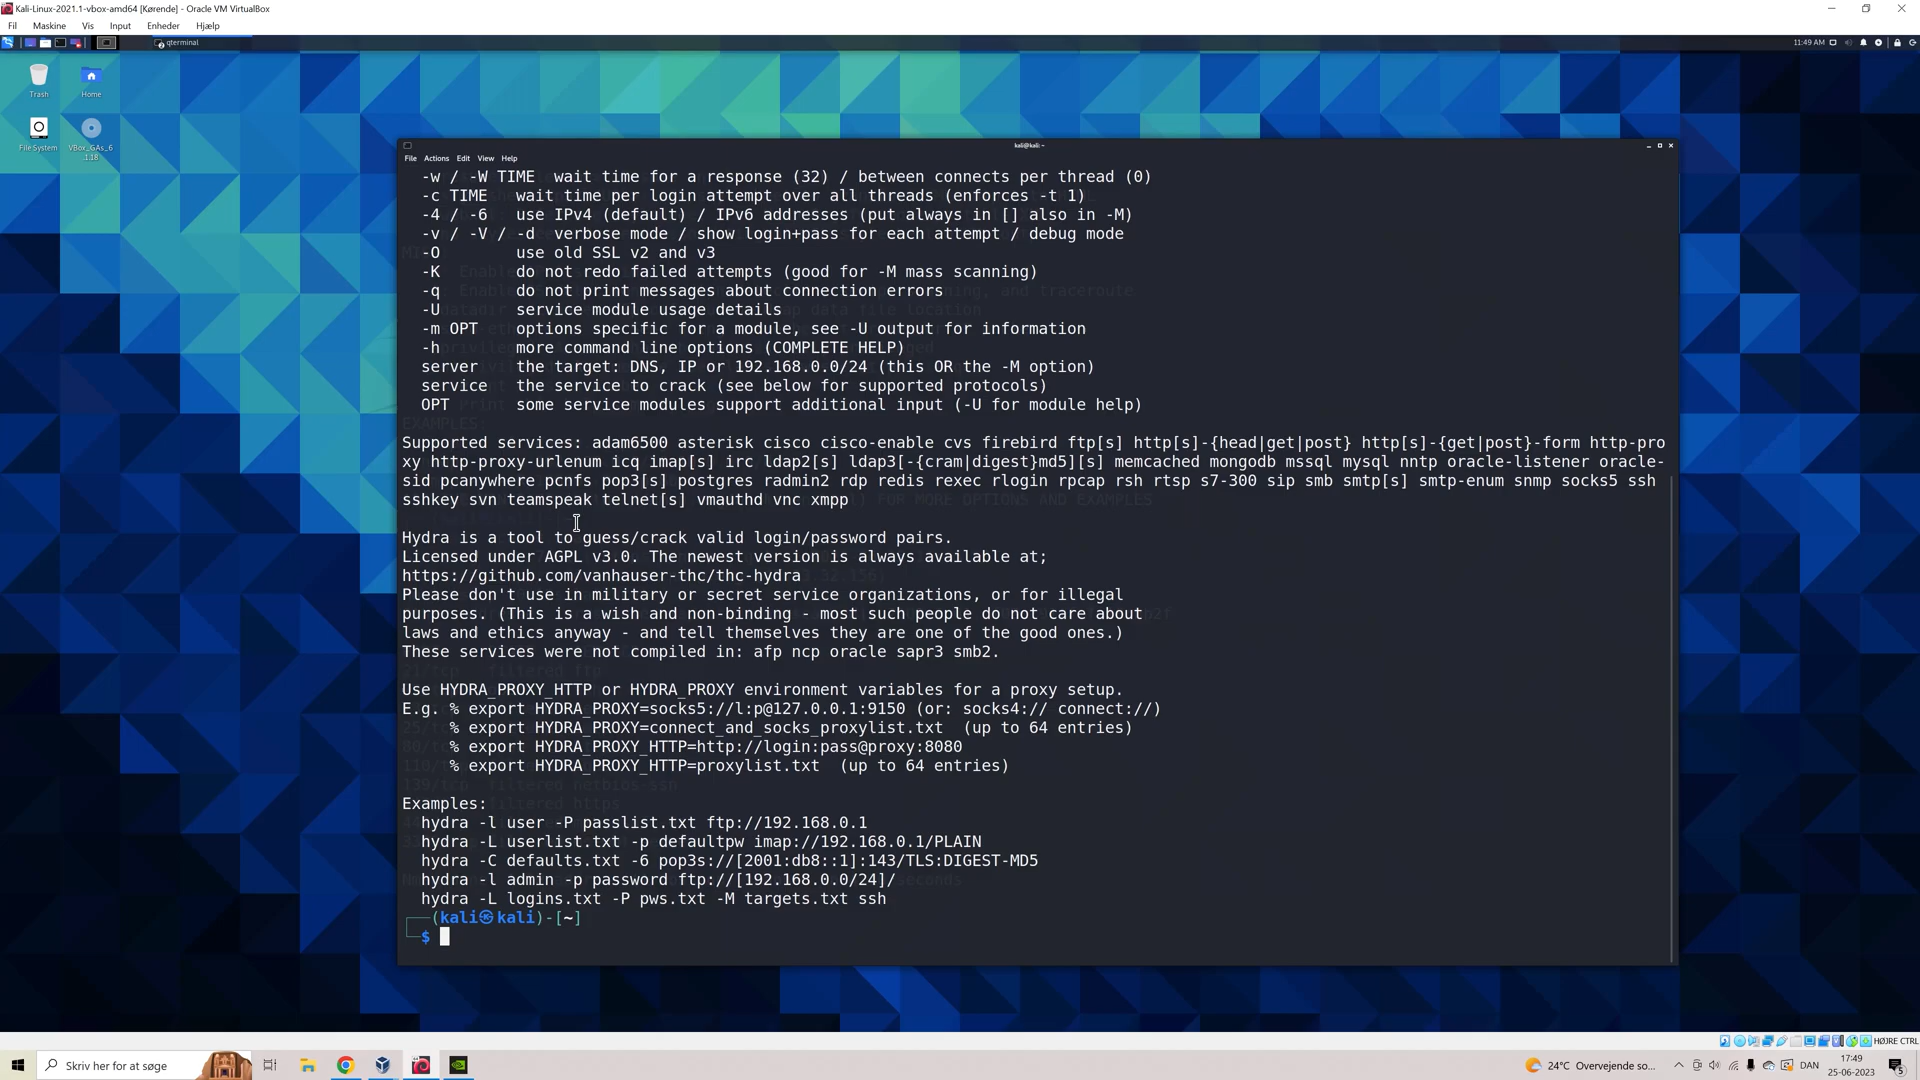 Kali-Linux-2021.1-vbox-amd64 [Kørende] - Oracle VM VirtualBox
Fil Maskine Vis Input Enheder Hjælp
qterminal
11:49 AM
Trash
Home
File System
VBox_GAs_6.1.18
kali@kali: ~
File Actions Edit View Help
-w / -W TIME  wait time for a response (32) / between connects per thread (0)
-c TIME   wait time per login attempt over all threads (enforces -t 1)
-4 / -6   use IPv4 (default) / IPv6 addresses (put always in [] also in -M)
-v / -V / -d  verbose mode / show login+pass for each attempt / debug mode
-O        use old SSL v2 and v3
-K        do not redo failed attempts (good for -M mass scanning)
-q        do not print messages about connection errors
-U        service module usage details
-m OPT    options specific for a module, see -U output for information
-h        more command line options (COMPLETE HELP)
server    the target: DNS, IP or 192.168.0.0/24 (this OR the -M option)
service   the service to crack (see below for supported protocols)
OPT       some service modules support additional input (-U for module help)
Supported services: adam6500 asterisk cisco cisco-enable cvs firebird ftp[s] http[s]-{head|get|post} http[s]-{get|post}-form http-pro
xy http-proxy-urlenum icq imap[s] irc ldap2[s] ldap3[-{cram|digest}md5][s] memcached mongodb mssql mysql nntp oracle-listener oracle-
sid pcanywhere pcnfs pop3[s] postgres radmin2 rdp redis rexec rlogin rpcap rsh rtsp s7-300 sip smb smtp[s] smtp-enum snmp socks5 ssh
sshkey svn teamspeak telnet[s] vmauthd vnc xmpp
Hydra is a tool to guess/crack valid login/password pairs.
Licensed under AGPL v3.0. The newest version is always available at;
https://github.com/vanhauser-thc/thc-hydra
Please don't use in military or secret service organizations, or for illegal
purposes. (This is a wish and non-binding - most such people do not care about
laws and ethics anyway - and tell themselves they are one of the good ones.)
These services were not compiled in: afp ncp oracle sapr3 smb2.
Use HYDRA_PROXY_HTTP or HYDRA_PROXY environment variables for a proxy setup.
E.g. % export HYDRA_PROXY=socks5://l:p@127.0.0.1:9150 (or: socks4:// connect://)
% export HYDRA_PROXY=connect_and_socks_proxylist.txt  (up to 64 entries)
% export HYDRA_PROXY_HTTP=http://login:pass@proxy:8080
% export HYDRA_PROXY_HTTP=proxylist.txt  (up to 64 entries)
Examples:
hydra -l user -P passlist.txt ftp://192.168.0.1
hydra -L userlist.txt -p defaultpw imap://192.168.0.1/PLAIN
hydra -C defaults.txt -6 pop3s://[2001:db8::1]:143/TLS:DIGEST-MD5
hydra -l admin -p password ftp://[192.168.0.0/24]/
hydra -L logins.txt -P pws.txt -M targets.txt ssh
(kali㉿kali)-[~]
$
HØJRE CTRL
Skriv her for at søge
24°C Overvejende so...
DAN
17:49
25-06-2023
5